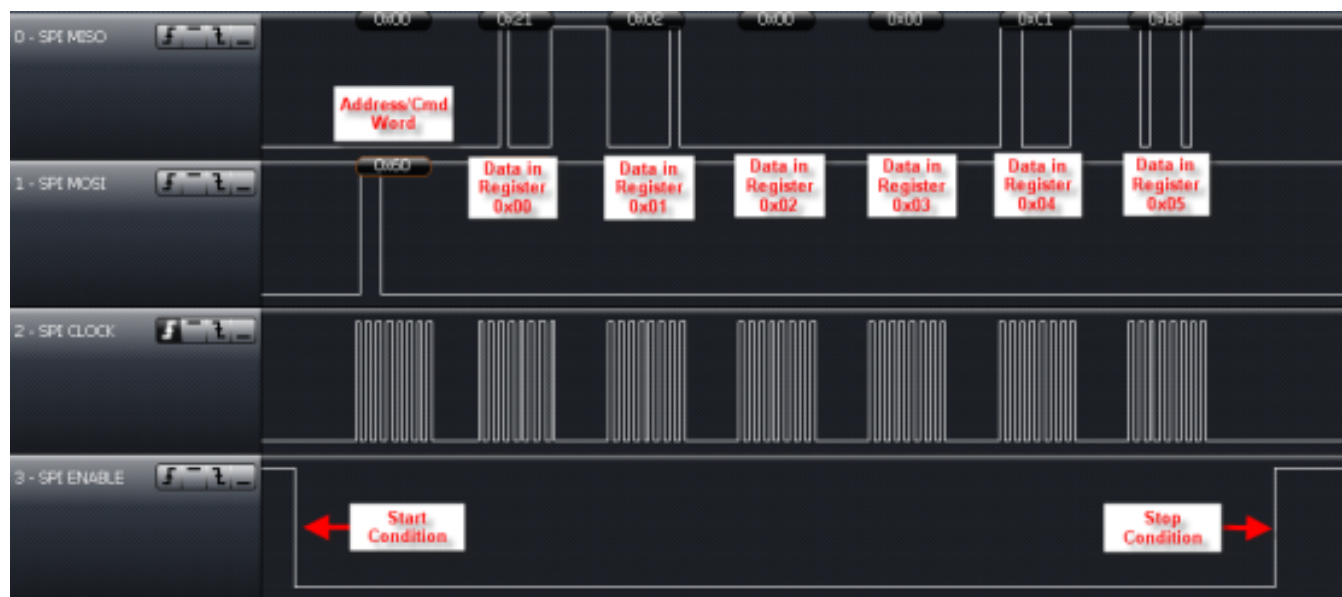 0 - SPI MISO
0x00 0x21 0x02 0x00 0x00 0xC1 0xBB
Address/Cmd
Word
1 - SPI MOSI
0x60
Data in
Register
0x00
Data in
Register
0x01
Data in
Register
0x02
Data in
Register
0x03
Data in
Register
0x04
Data in
Register
0x05
2 - SPI CLOCK
3 - SPI ENABLE
Start
Condition
Stop
Condition